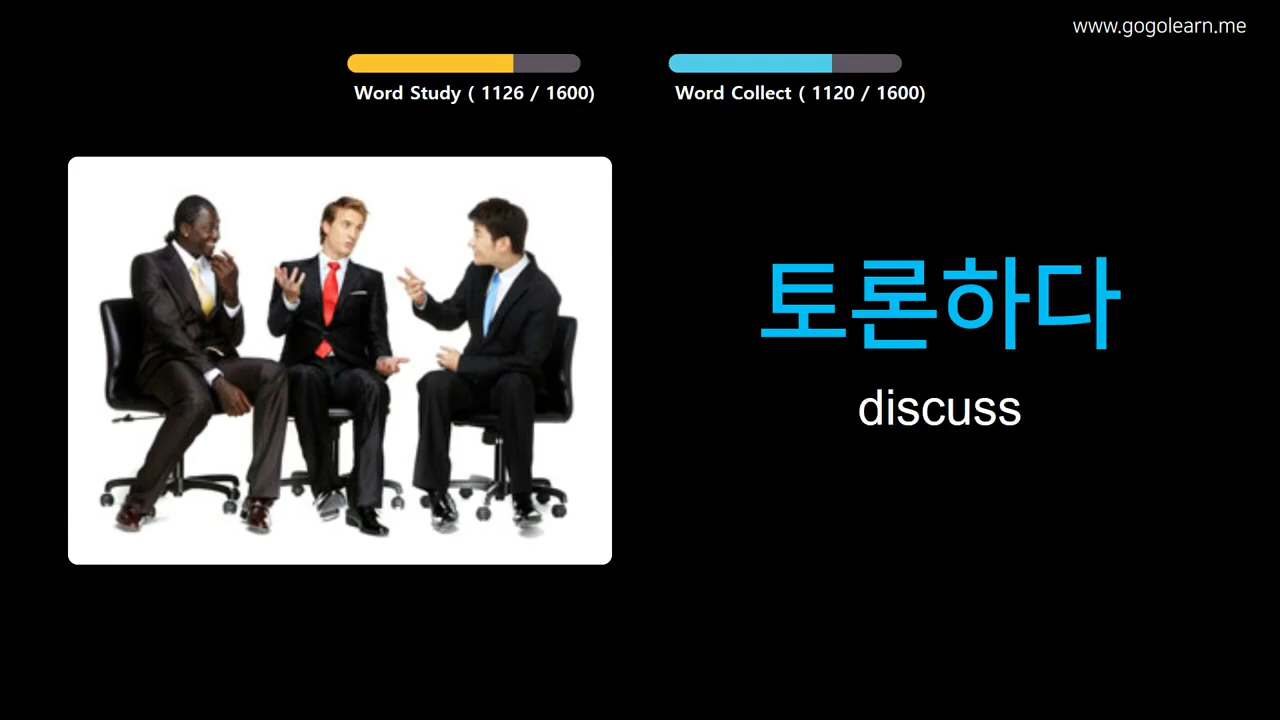 www.gogolearn.me
Word Study ( 1126 / 1600)
Word Collect ( 1120 / 1600)
토론하다
discuss